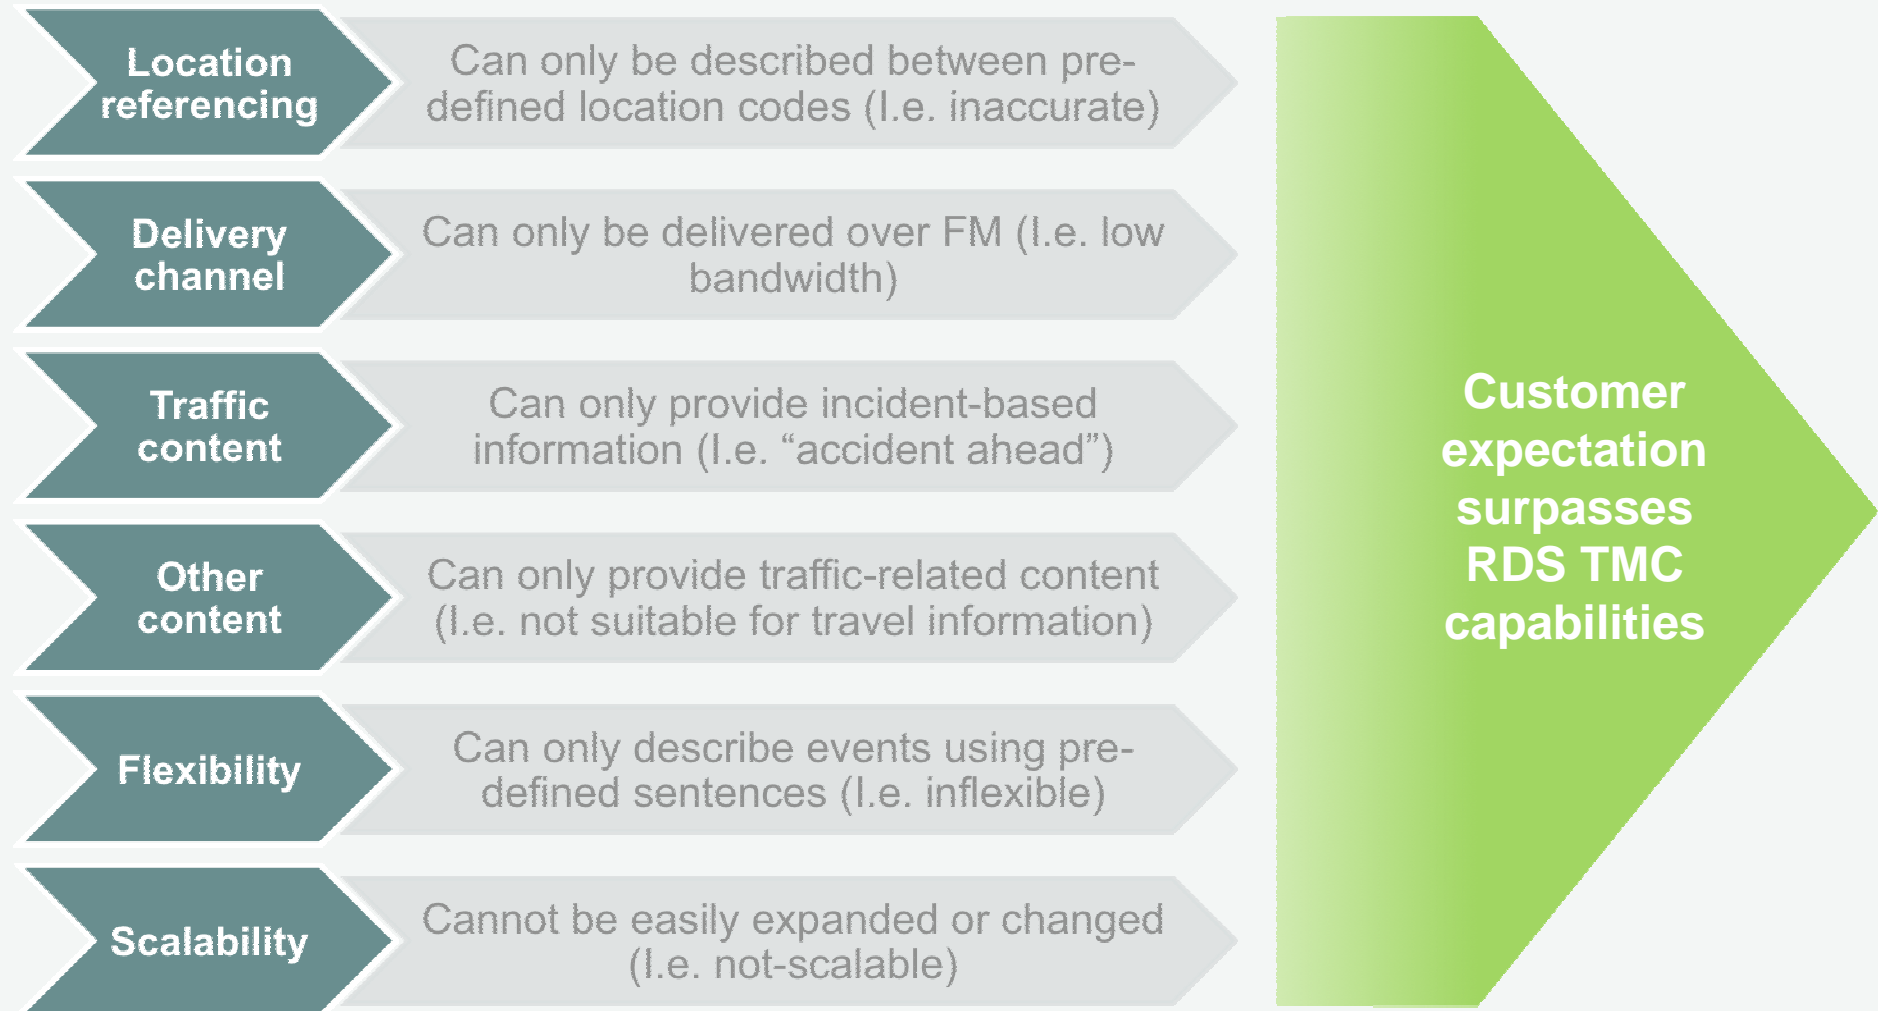 Location
referencing
Can only be described between pre-
defined location codes (I.e. inaccurate)
Delivery
channel
Can only be delivered over FM (I.e. low
bandwidth)
Traffic
content
Can only provide incident-based
information (I.e. “accident ahead”)
Other
content
Can only provide traffic-related content
(I.e. not suitable for travel information)
Flexibility
Can only describe events using pre-
defined sentences (I.e. inflexible)
Scalability
Cannot be easily expanded or changed
(I.e. not-scalable)
Customer
expectation
surpasses
RDS TMC
capabilities